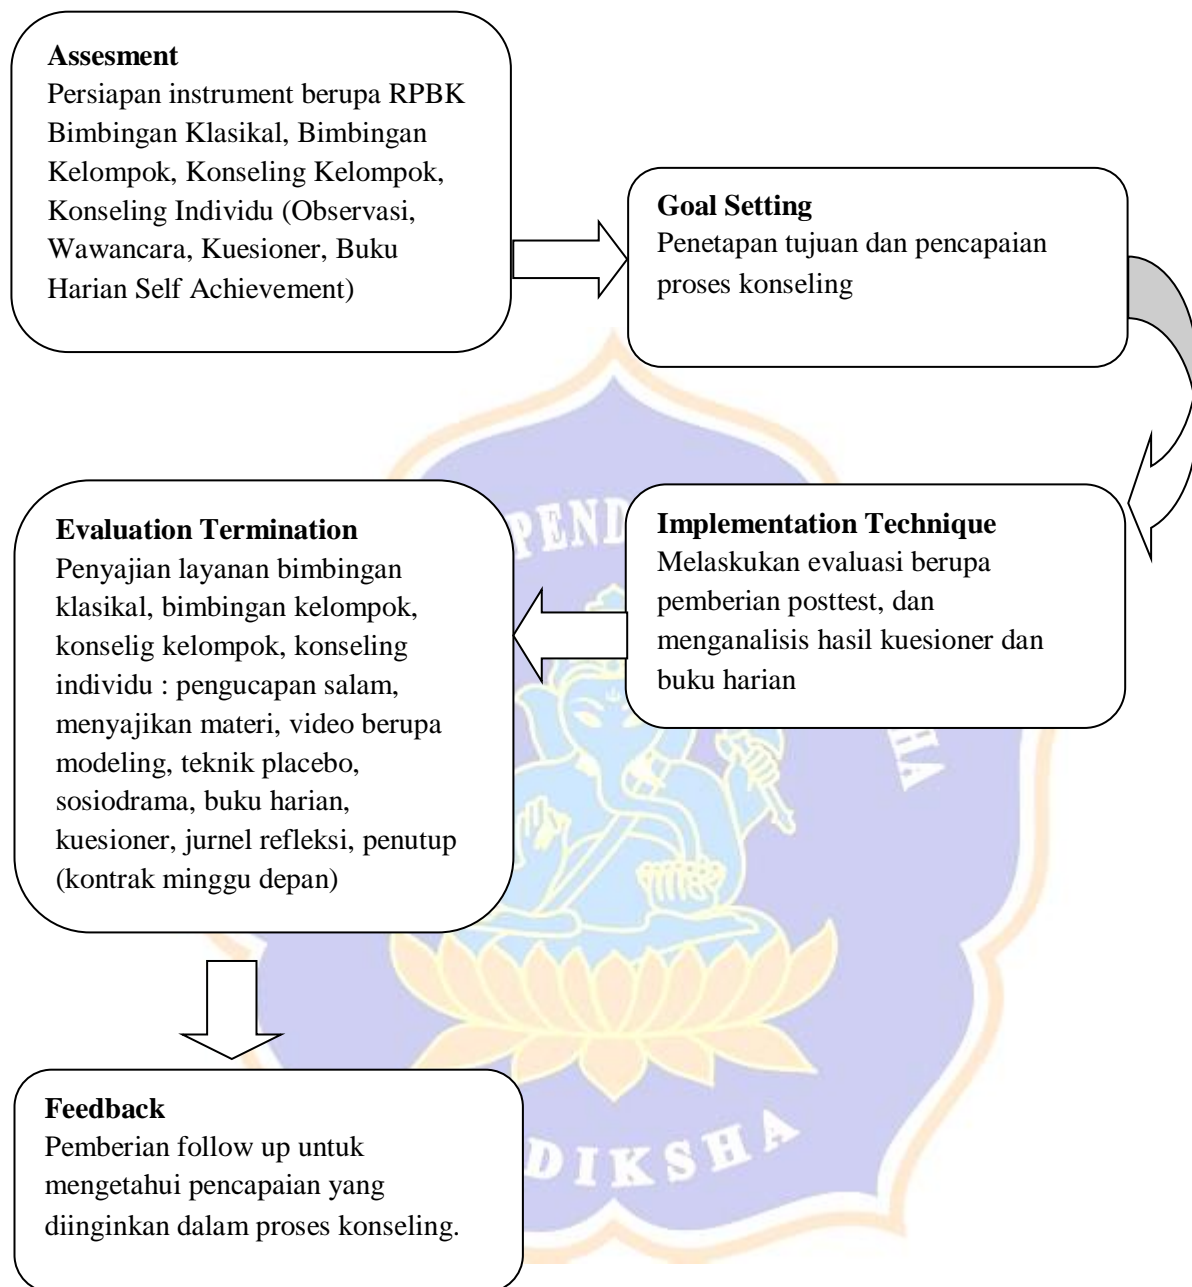 Assesment
Persiapan instrument berupa RPBK
Bimbingan Klasikal, Bimbingan
Kelompok, Konseling Kelompok,
Konseling Individu (Observasi,
Wawancara, Kuesioner, Buku
Harian Self Achievement)
Goal Setting
Penetapan tujuan dan pencapaian
proses konseling
Implementation Technique
Melaskukan evaluasi berupa
pemberian posttest, dan
menganalisis hasil kuesioner dan
buku harian
Evaluation Termination
Penyajian layanan bimbingan
klasikal, bimbingan kelompok,
konselig kelompok, konseling
individu : pengucapan salam,
menyajikan materi, video berupa
modeling, teknik placebo,
sosiodrama, buku harian,
kuesioner, jurnel refleksi, penutup
(kontrak minggu depan)
Feedback
Pemberian follow up untuk
mengetahui pencapaian yang
diinginkan dalam proses konseling.
PEND
HA
DIKSHA